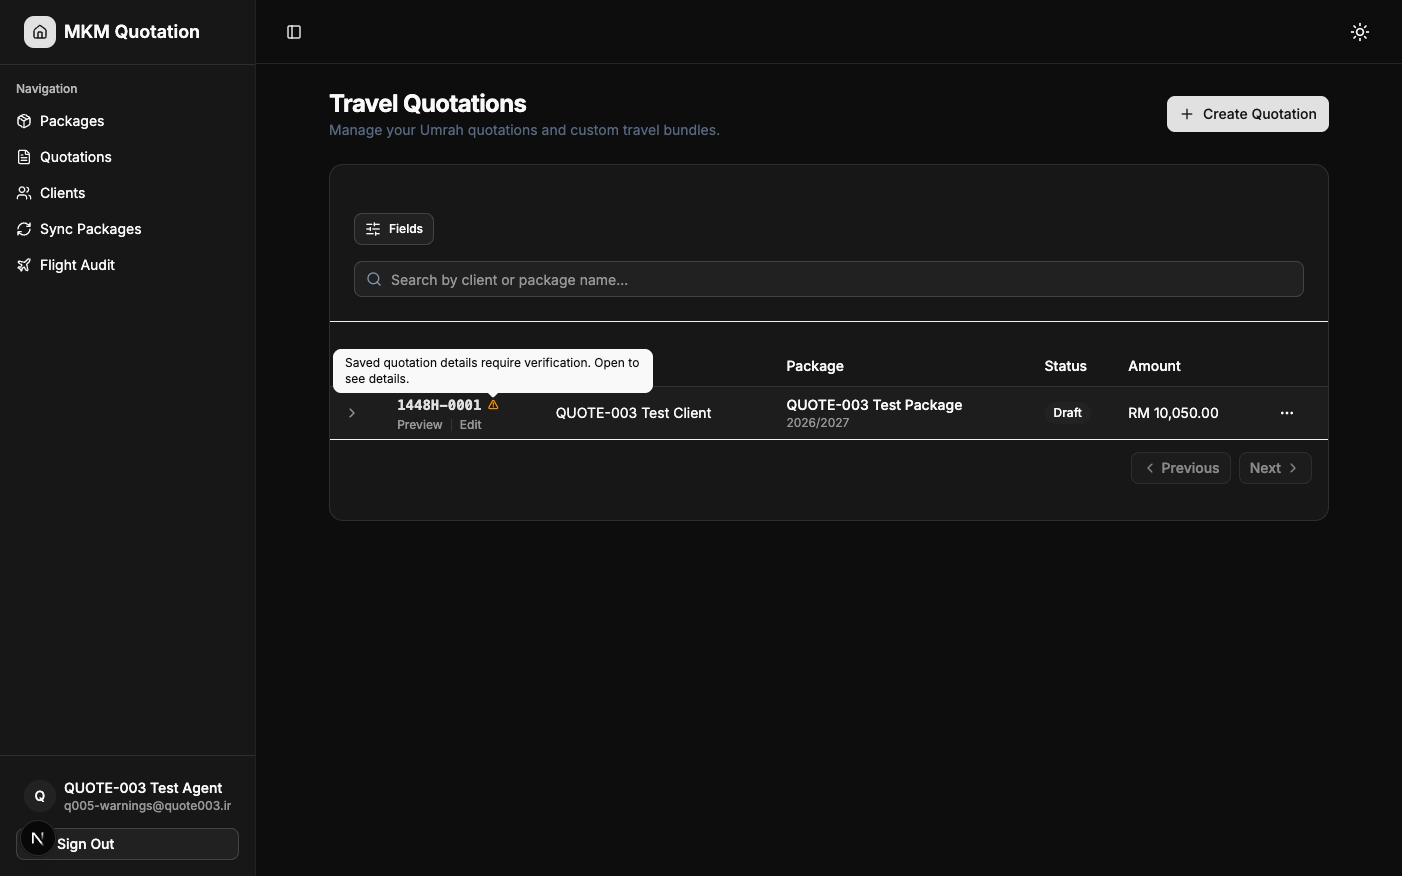 MKM Quotation
Navigation
Packages
Quotations
Clients
Sync Packages
Flight Audit
QUOTE-003 Test Agent
q005-warnings@quote003.ir
Sign Out
Q
N
Travel Quotations
Manage your Umrah quotations and custom travel bundles.
Create Quotation
Fields
Search by client or package name...
Saved quotation details require verification. Open to
see details.
Package
Status
Amount
1448H-0001
Preview
Edit
QUOTE-003 Test Client
QUOTE-003 Test Package
2026/2027
Draft
RM 10,050.00
Previous
Next